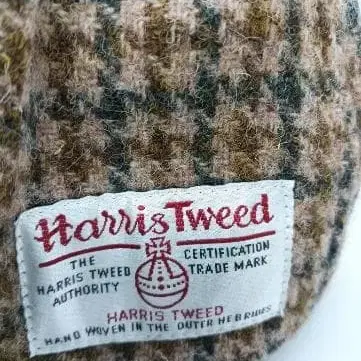 Harris Tweed
THE HARRIS TWEED AUTHORITY
CERTIFICATION TRADE MARK
HARRIS TWEED
HAND WOVEN IN THE OUTER HEBRIDES